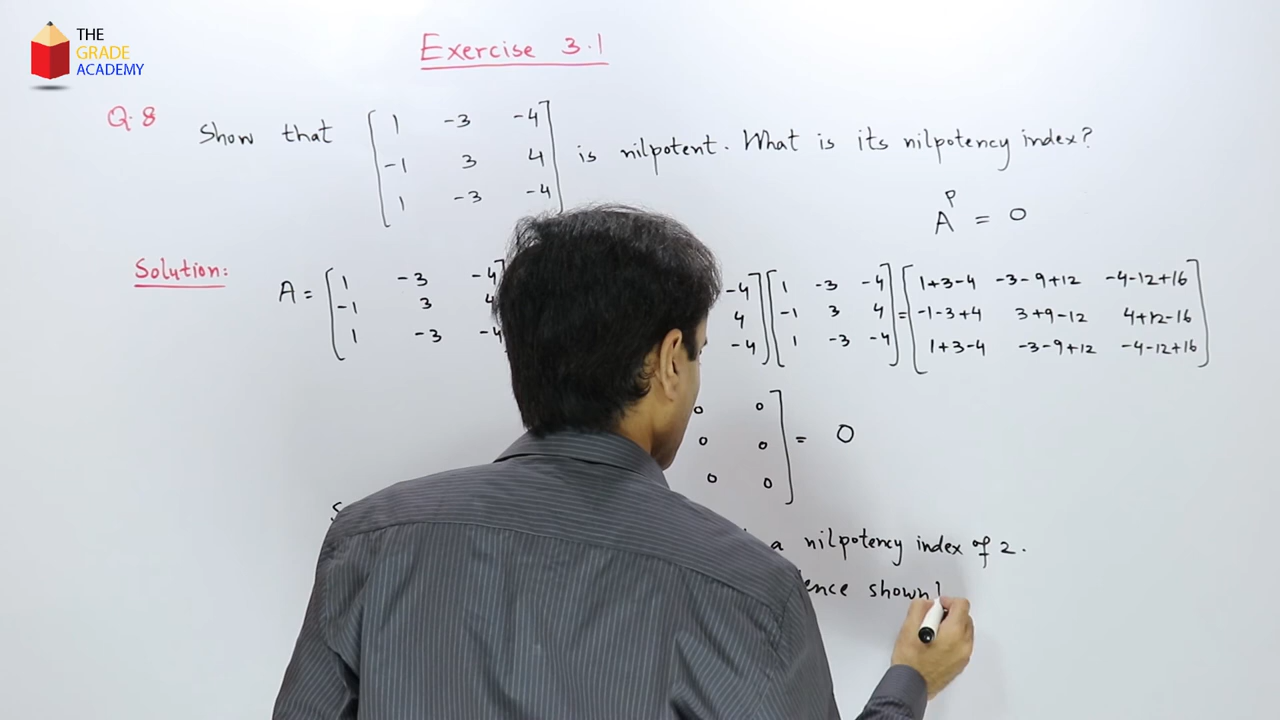 THE
GRADE
ACADEMY
Exercise 3.1
Q.8 Show that [1 -3 -4] is nilpotent. What is its nilpotency index?
[-1 3 4]
[1 -3 -4]
A^P = 0
Solution:
A = [1 -3 -4] -4] [1 -3 -4] = [1+3-4 -3-9+12 -4-12+16]
[-1 3 4 4] [-1 3 4] [-1-3+4 3+9-12 4+12-16]
[1 -3 -4 -4] [1 -3 -4] [1+3-4 -3-9+12 -4-12+16]
0 0] = 0
0 0]
0 0]
a nilpotency index of 2.
ence shown!